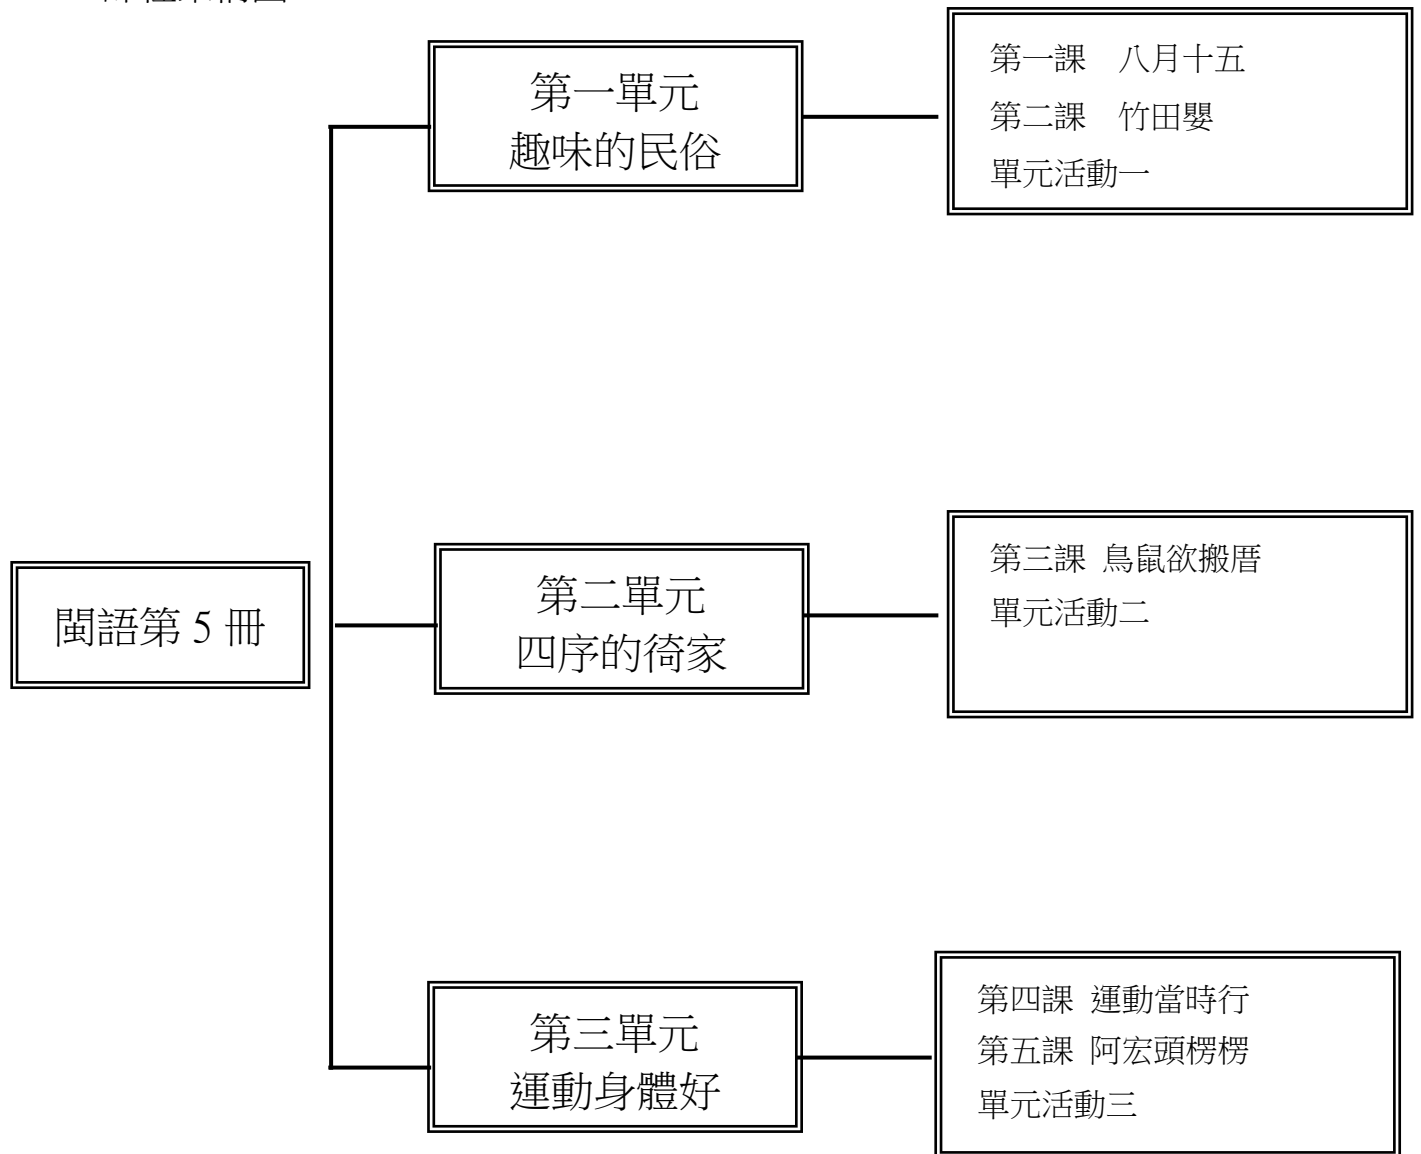 第一單元
趣味的民俗
第一課　八月十五
第二課　竹田嬰
單元活動一
閩語第 5 冊
第二單元
四序的徛家
第三課 鳥鼠欲搬厝
單元活動二
第三單元
運動身體好
第四課 運動當時行
第五課 阿宏頭楞楞
單元活動三